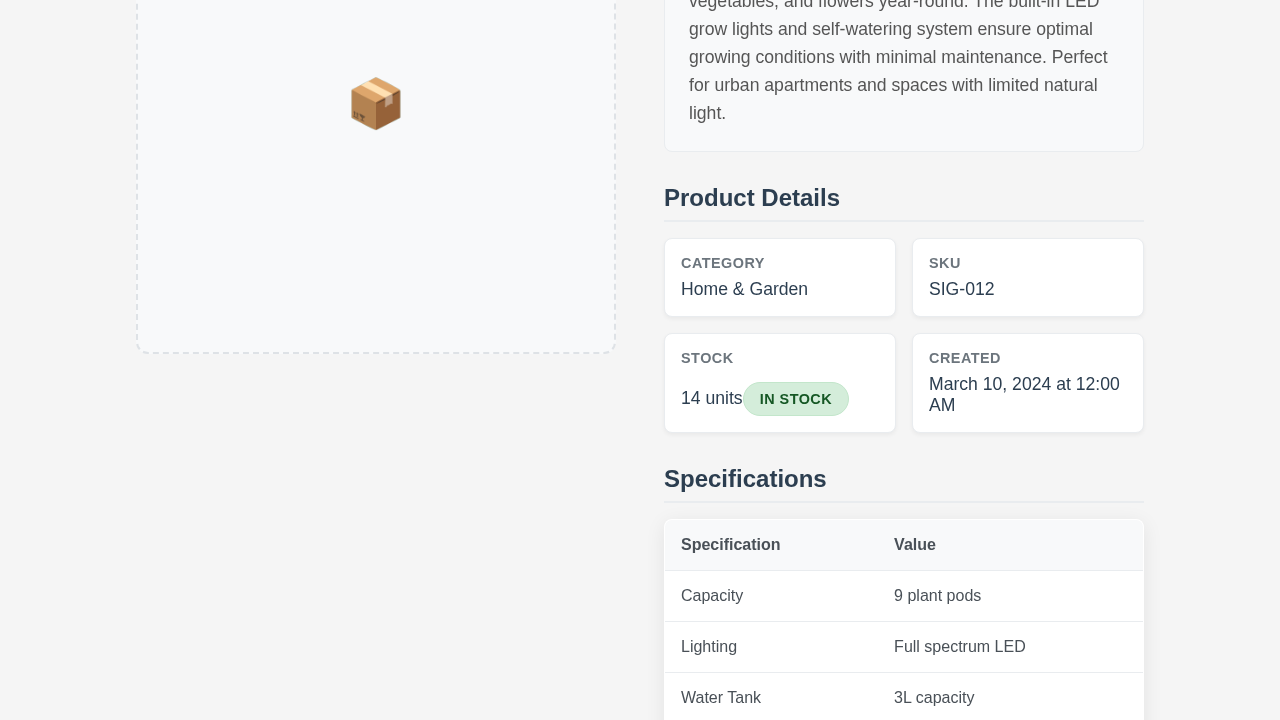 vegetables, and flowers year-round. The built-in LED
grow lights and self-watering system ensure optimal
growing conditions with minimal maintenance. Perfect
for urban apartments and spaces with limited natural
light.
Product Details
CATEGORY
Home & Garden
SKU
SIG-012
STOCK
14 units IN STOCK
CREATED
March 10, 2024 at 12:00
AM
Specifications
Specification Value
Capacity 9 plant pods
Lighting Full spectrum LED
Water Tank 3L capacity